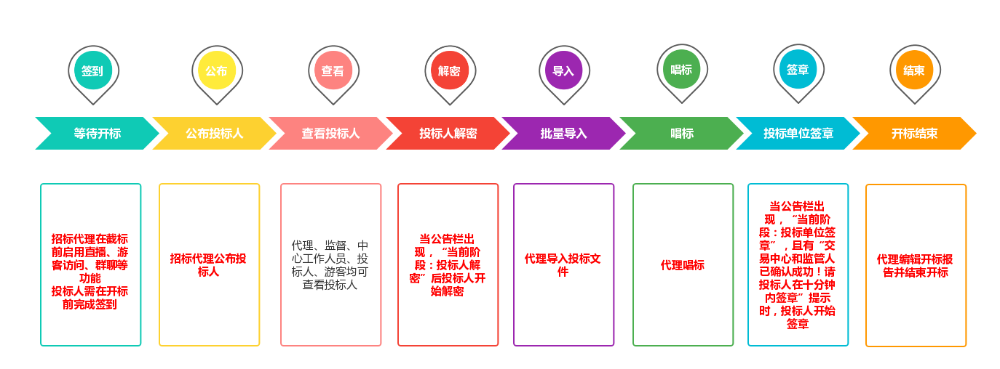 签到
公布
查看
解密
导入
唱标
签章
结束
等待开标
公布投标人
查看投标人
投标人解密
批量导入
唱标
投标单位签章
开标结束
招标代理在截标
前启用直播、游
客访问、群聊等
功能
投标人需在开标
前完成签到
招标代理公布投
标人
代理、监督、中
心工作人员、投
标人、游客均可
查看投标人
当公告栏出
现，“当前阶
段：投标人解
密”后投标人开
始解密
代理导入投标文
件
代理唱标
当公告栏出
现，“当前阶
段：投标单位签
章”，且有“交
易中心和监管人
已确认成功！请
投标人在十分钟
内签章”提示
时，投标人开始
签章
代理编辑开标报
告并结束开标